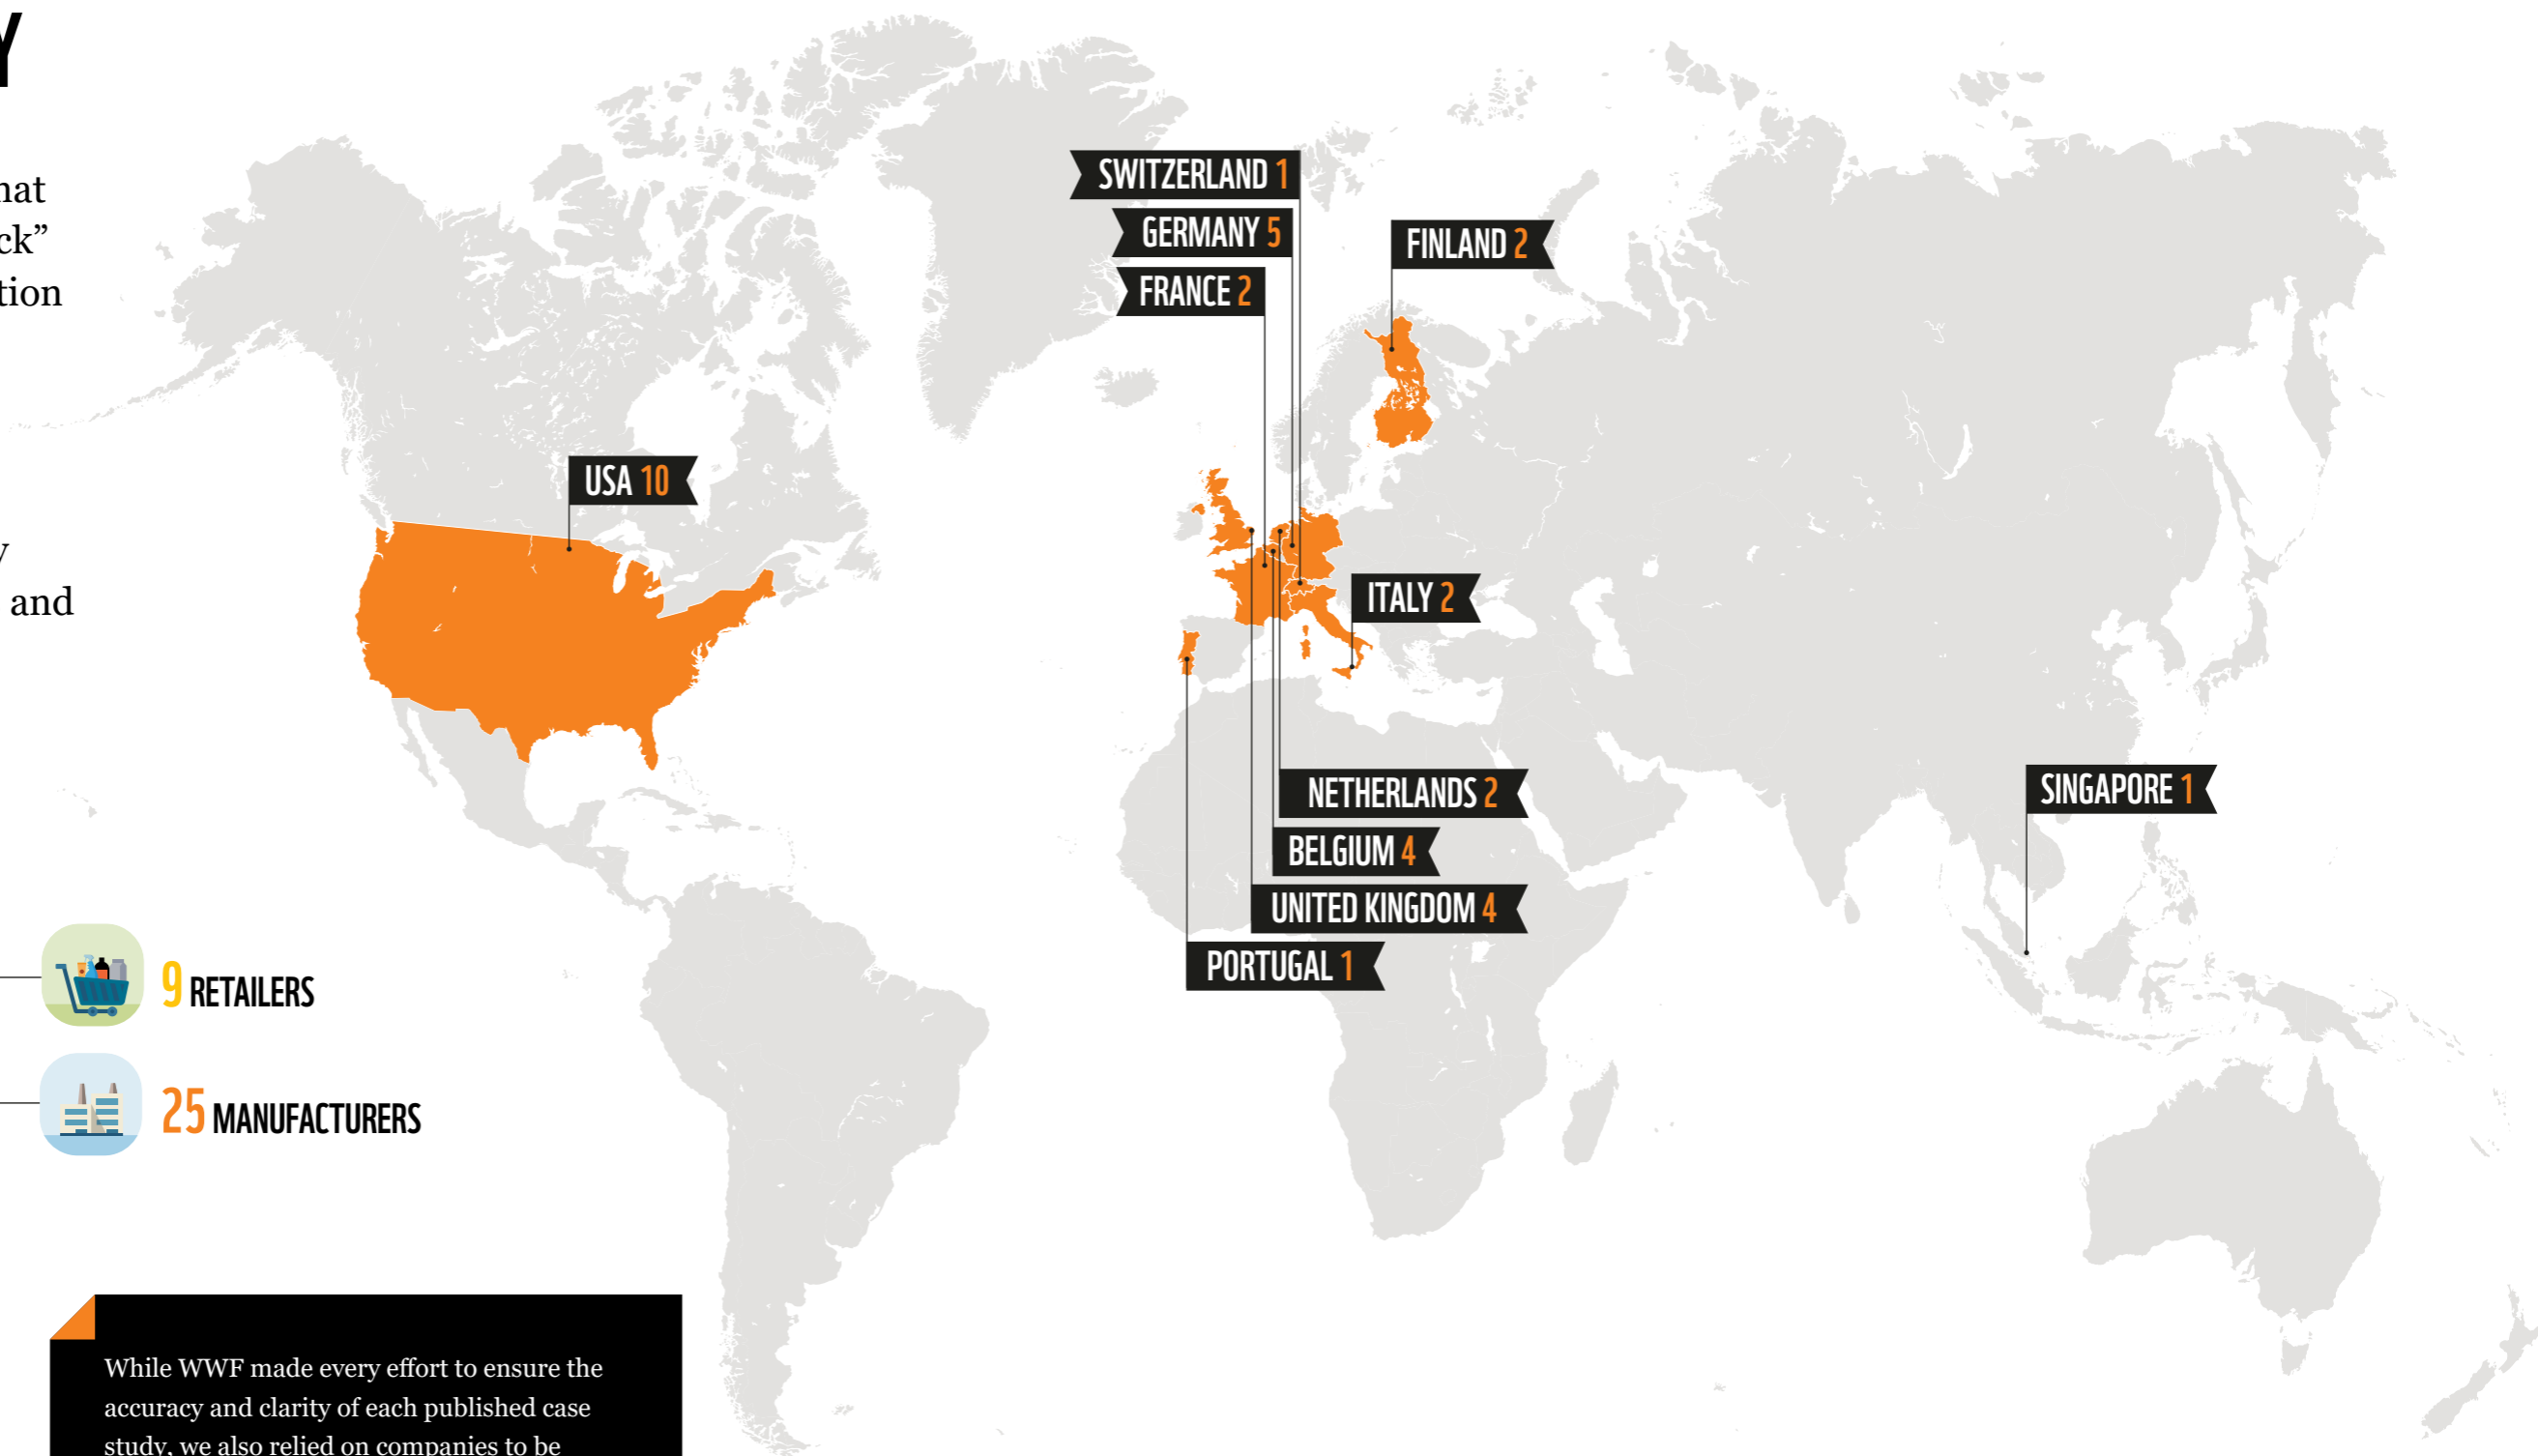 Y
hat
ck”
tion
y
and
SWITZERLAND 1
GERMANY 5
FRANCE 2
FINLAND 2
USA 10
ITALY 2
NETHERLANDS 2
BELGIUM 4
UNITED KINGDOM 4
PORTUGAL 1
SINGAPORE 1
9 RETAILERS
25 MANUFACTURERS
While WWF made every effort to ensure the
accuracy and clarity of each published case
study, we also relied on companies to be